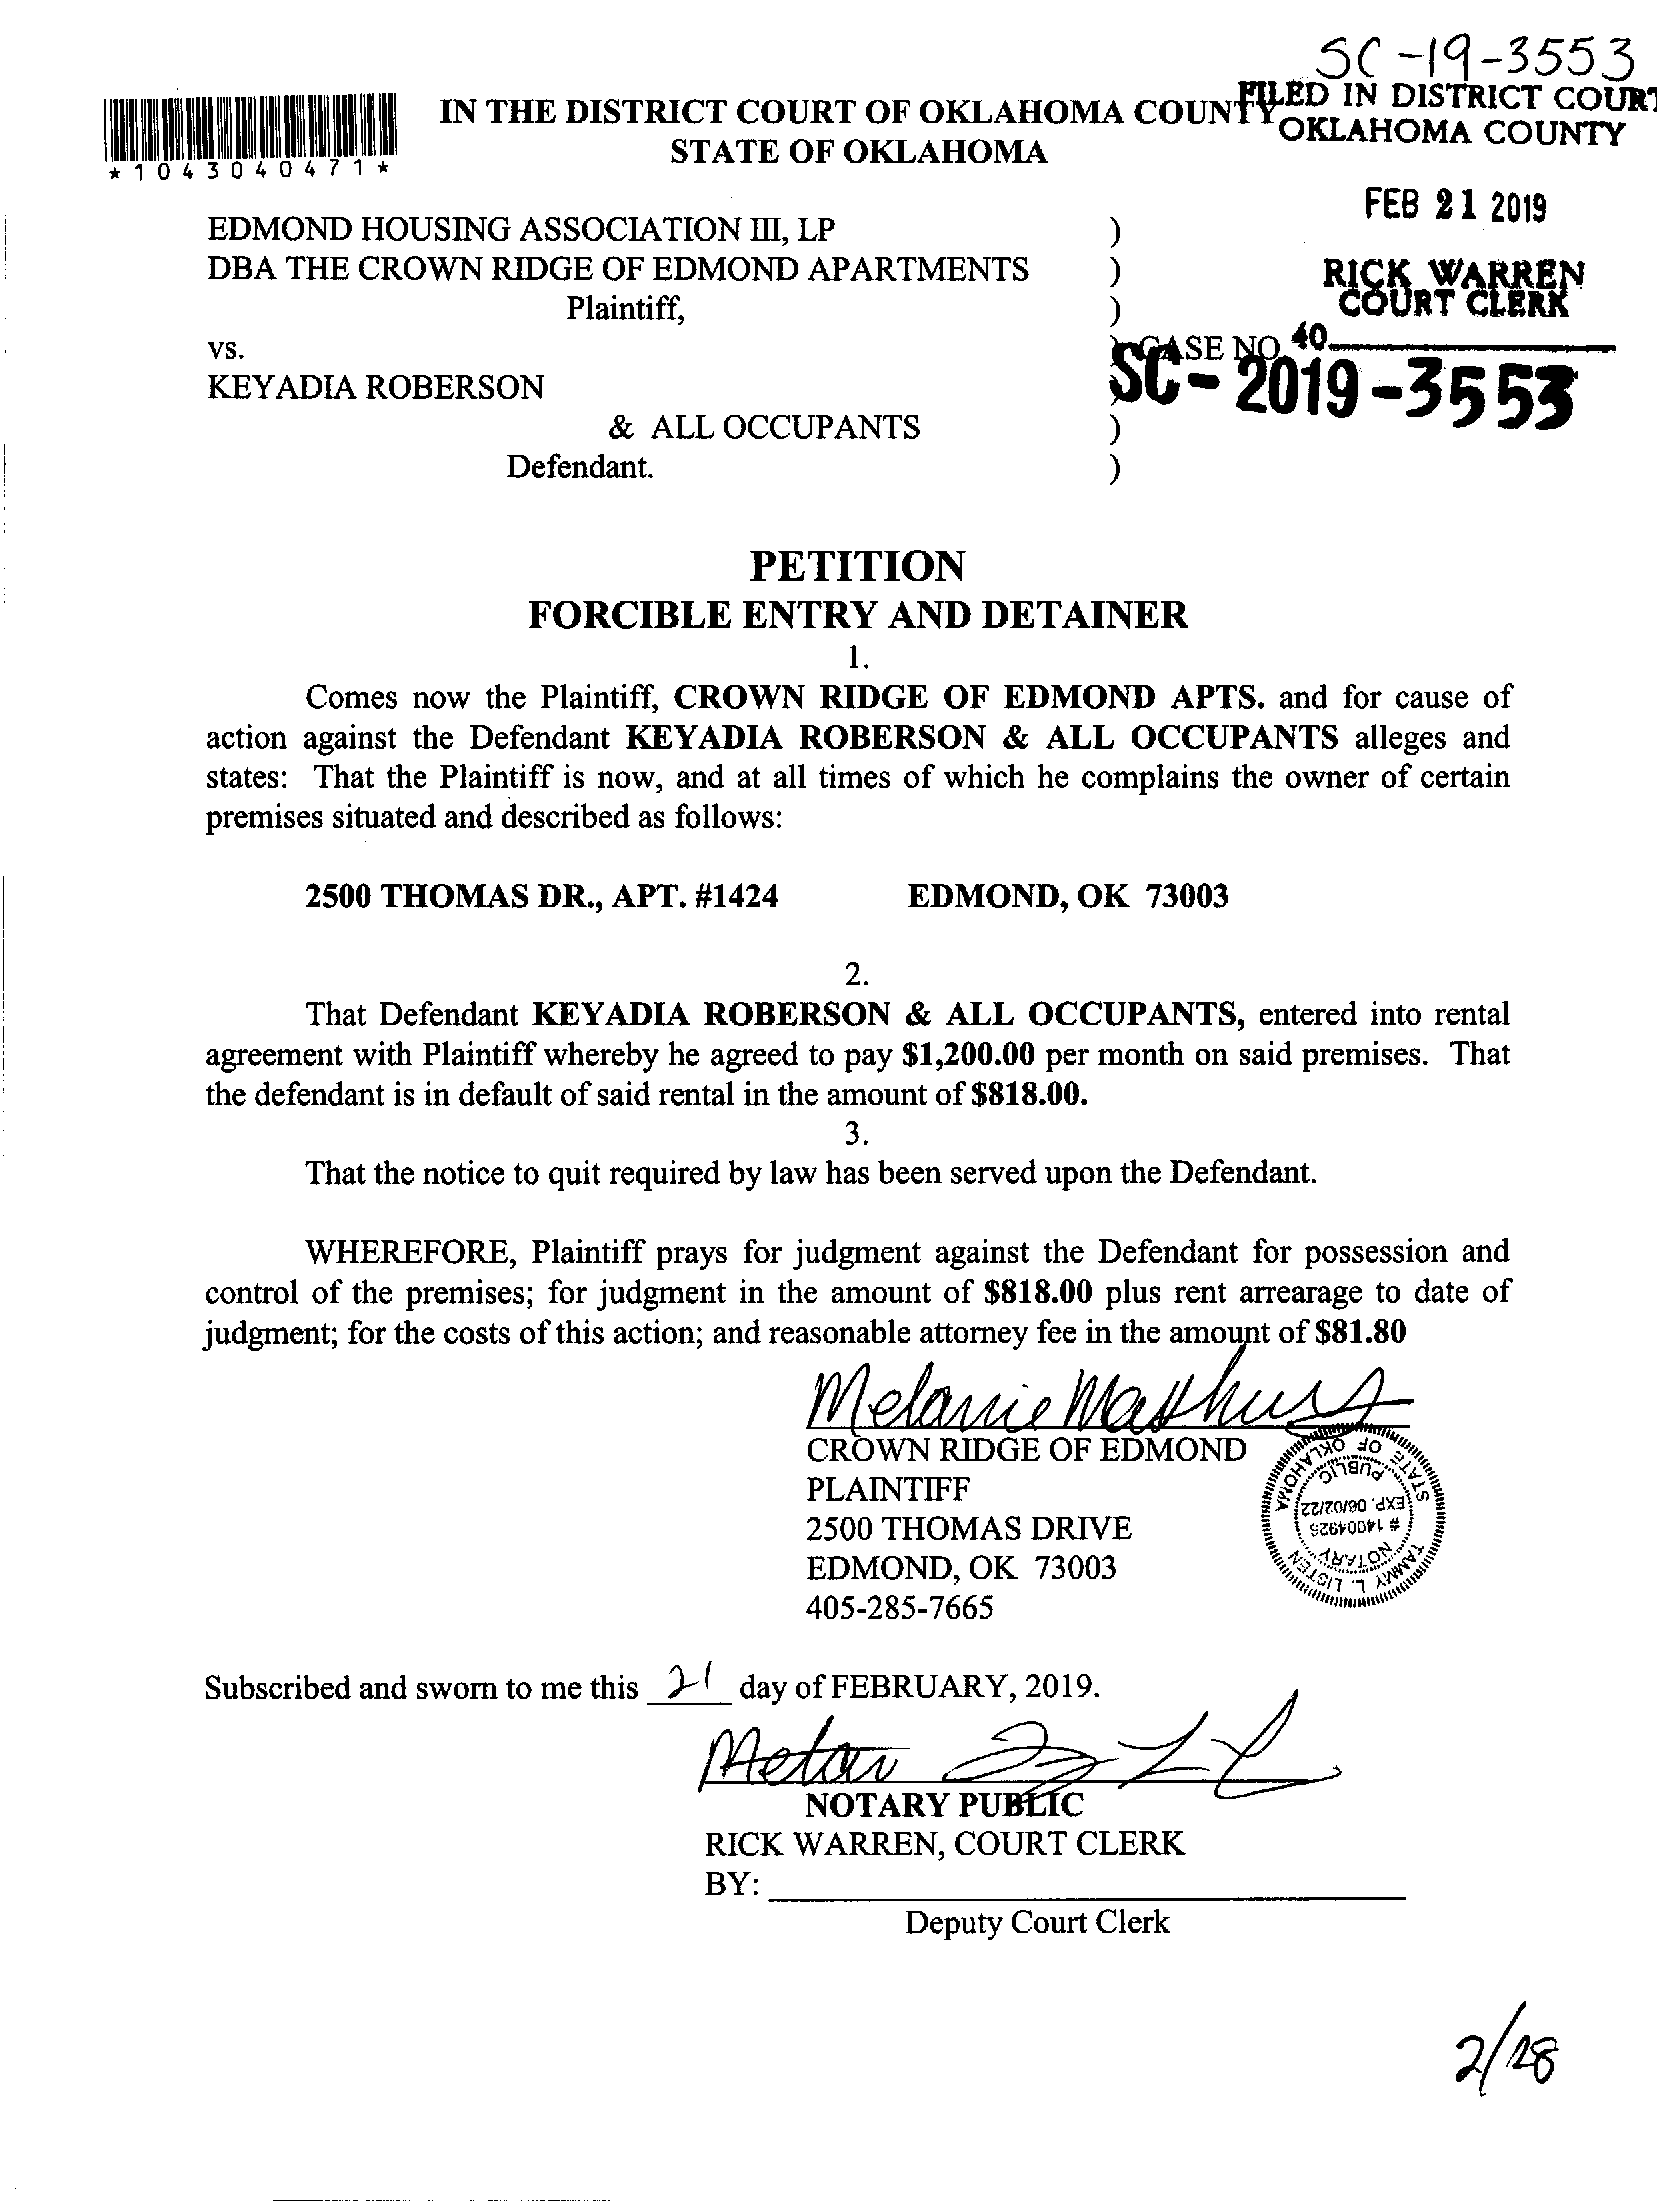 SC-19-3553
FILED IN DISTRICT COURT
OKLAHOMA COUNTY
IN THE DISTRICT COURT OF OKLAHOMA COUNTY
STATE OF OKLAHOMA
*1043040471*
FEB 21 2019
RICK WARREN
COURT CLERK
EDMOND HOUSING ASSOCIATION III, LP )
DBA THE CROWN RIDGE OF EDMOND APARTMENTS )
Plaintiff, )
vs. ) CASE NO. 40
SC-2019-3553
KEYADIA ROBERSON )
& ALL OCCUPANTS )
Defendant. )
PETITION
FORCIBLE ENTRY AND DETAINER
1.
Comes now the Plaintiff, CROWN RIDGE OF EDMOND APTS. and for cause of
action against the Defendant KEYADIA ROBERSON & ALL OCCUPANTS alleges and
states: That the Plaintiff is now, and at all times of which he complains the owner of certain
premises situated and described as follows:
2500 THOMAS DR., APT. #1424 EDMOND, OK 73003
2.
That Defendant KEYADIA ROBERSON & ALL OCCUPANTS, entered into rental
agreement with Plaintiff whereby he agreed to pay $1,200.00 per month on said premises. That
the defendant is in default of said rental in the amount of $818.00.
3.
That the notice to quit required by law has been served upon the Defendant.
WHEREFORE, Plaintiff prays for judgment against the Defendant for possession and
control of the premises; for judgment in the amount of $818.00 plus rent arrearage to date of
judgment; for the costs of this action; and reasonable attorney fee in the amount of $81.80
Melanie
CROWN RIDGE OF EDMOND
PLAINTIFF
2500 THOMAS DRIVE
EDMOND, OK 73003
405-285-7665
TAMMY L. LISTEN
NOTARY
# 14004925
EXP. 06/02/22
PUBLIC
STATE OF OKLAHOMA
Subscribed and sworn to me this 21 day of FEBRUARY, 2019.
NOTARY PUBLIC
RICK WARREN, COURT CLERK
BY:
Deputy Court Clerk
2/28